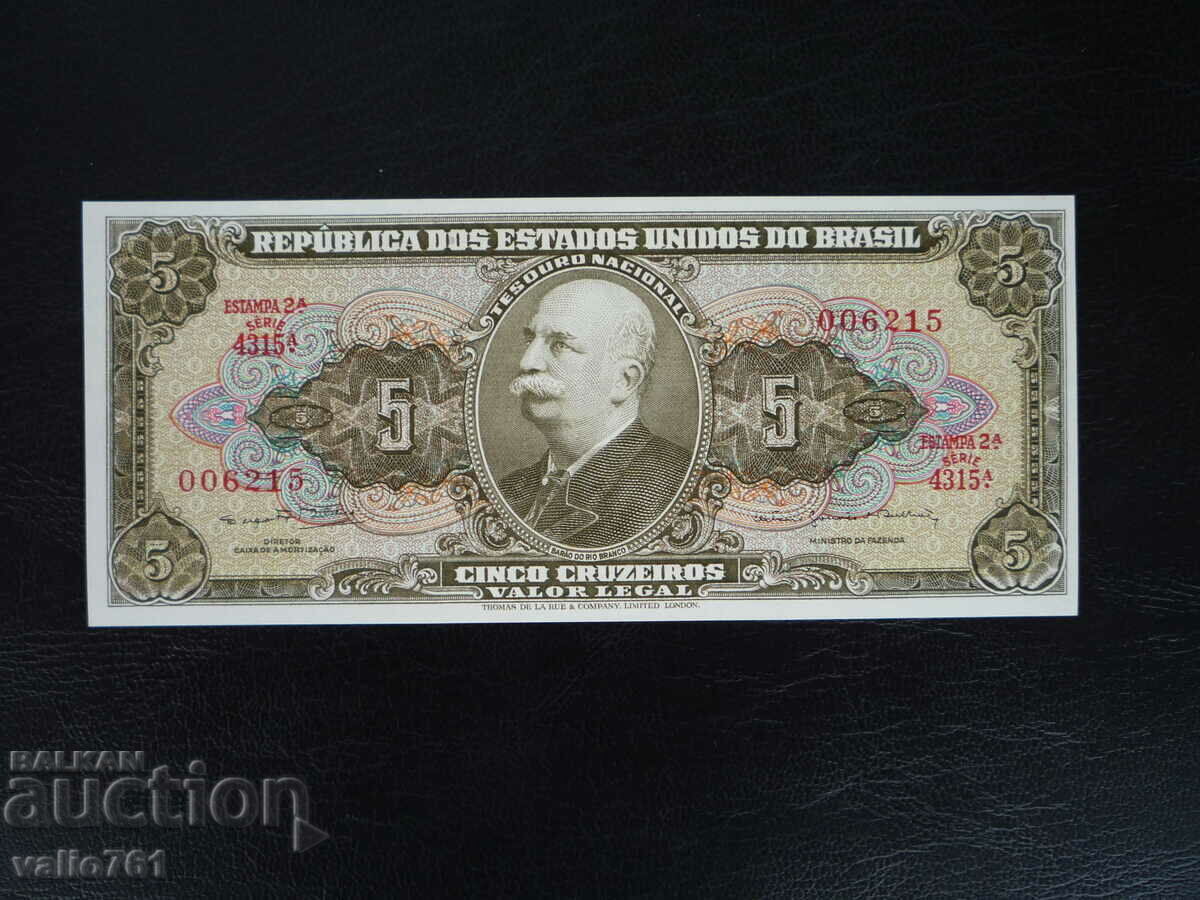 REPÚBLICA DOS ESTADOS UNIDOS DO BRASIL
TESOURO NACIONAL
5
5
ESTAMPA 2ª
SÉRIE
4315ª
006215
5
5
5
5
006215
ESTAMPA 2ª
SÉRIE
4315ª
DIRETOR
CAIXA DE AMORTIZAÇÃO
BARÃO DO RIO BRANCO
MINISTRO DA FAZENDA
5
5
CINCO CRUZEIROS
VALOR LEGAL
THOMAS DE LA RUE & COMPANY, LIMITED LONDON.
BALKAN
auction
valio761